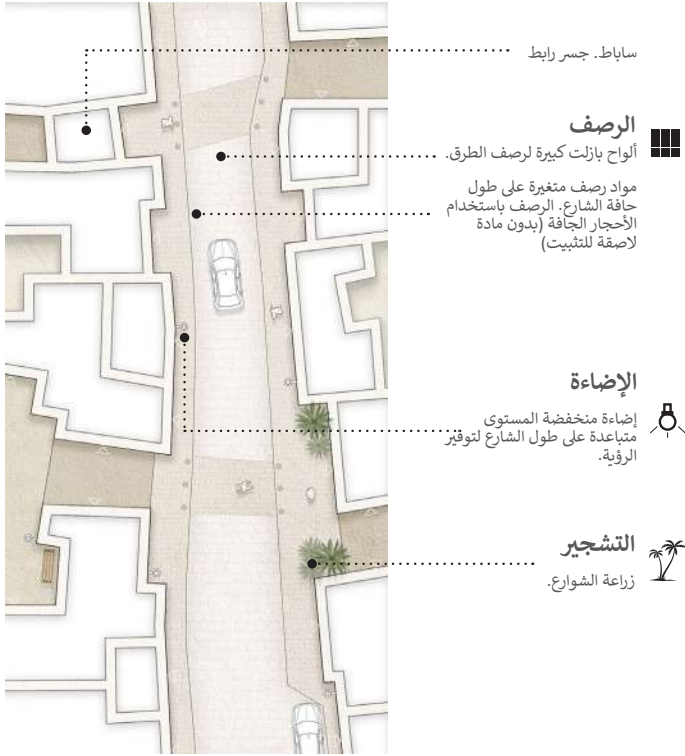 ساباط. جسر رابط
الرصف
ألواح بازلت كبيرة لرصف الطرق.
مواد رصف متغيرة على طول
حافة الشارع. الرصف باستخدام
الأحجار الجافة (بدون مادة
لاصقة للتثبيت)
الإضاءة
إضاءة منخفضة المستوى
متباعدة على طول الشارع لتوفير
الرؤية.
التشجير
زراعة الشوارع.